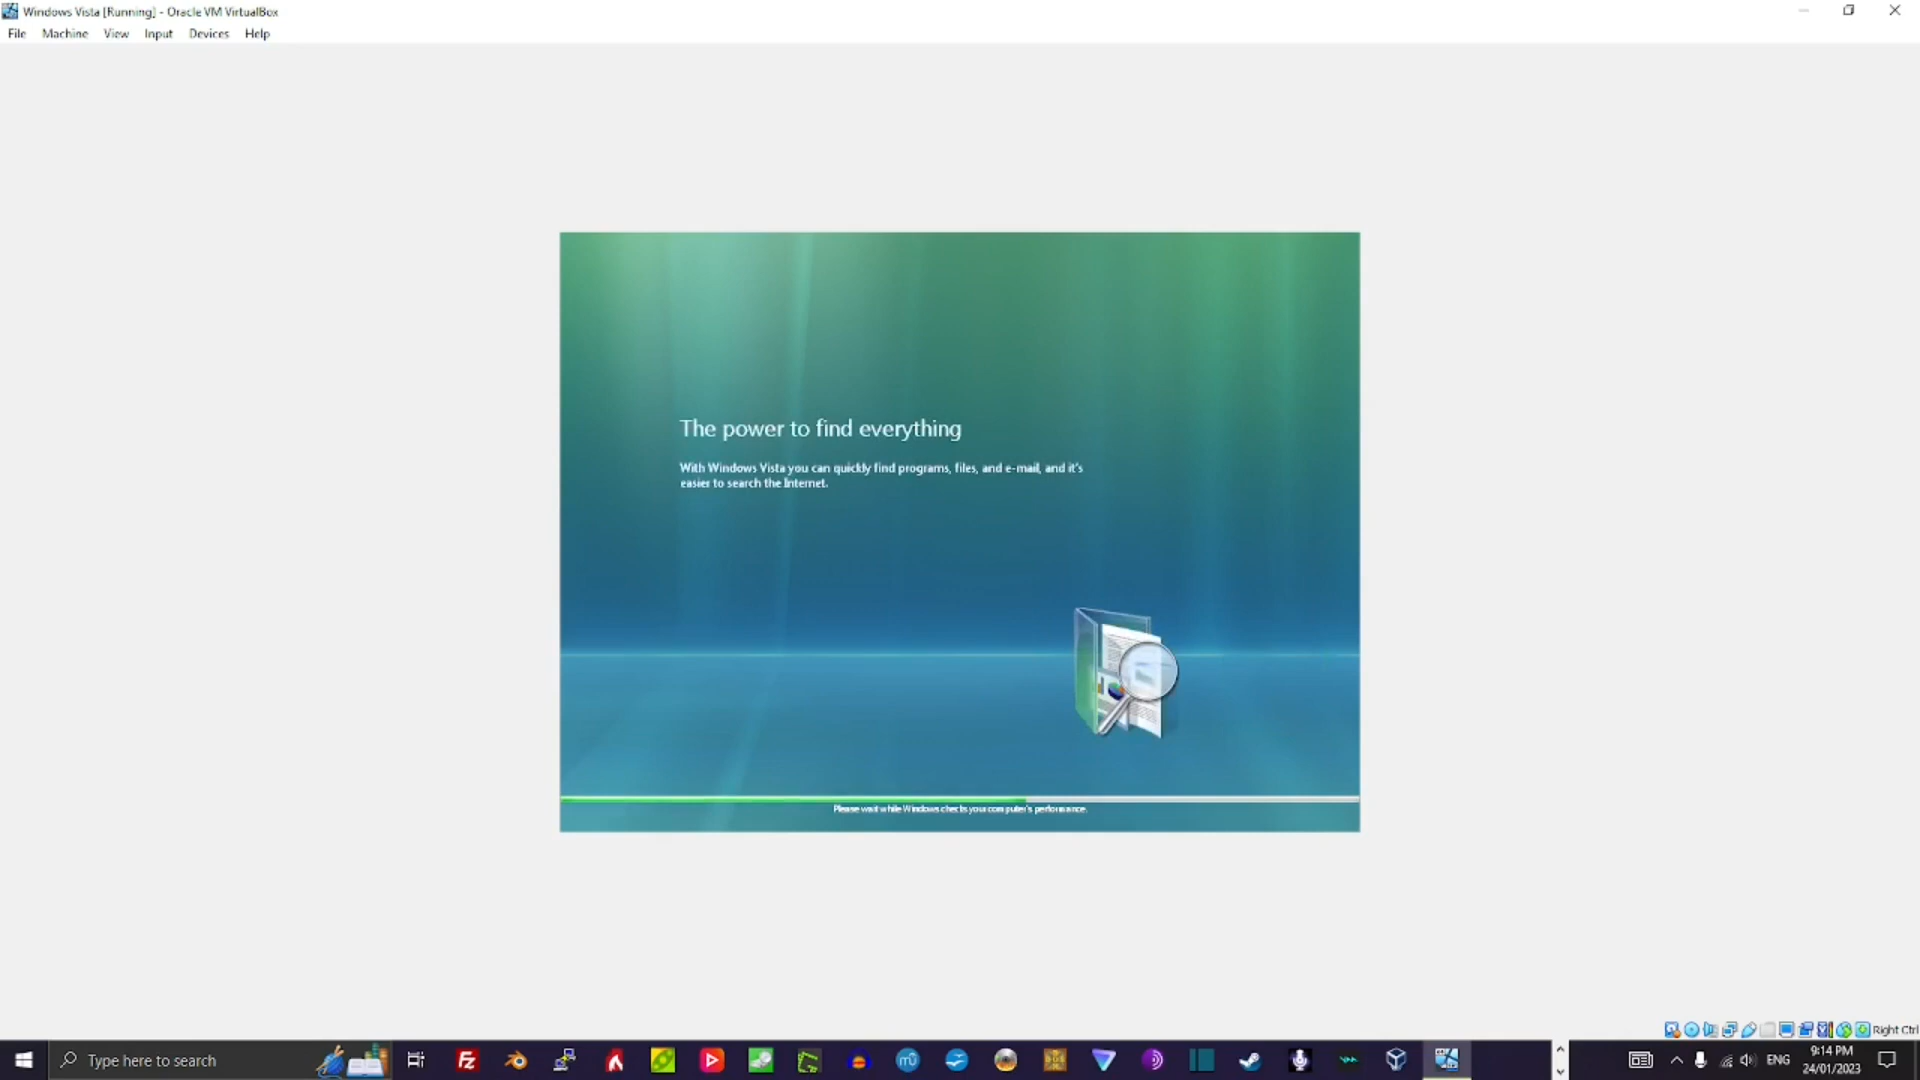 Windows Vista [Running] - Oracle VM VirtualBox
File Machine View Input Devices Help
The power to find everything
With Windows Vista you can quickly find programs, files, and e-mail, and it's
easier to search the Internet.
Please wait while Windows checks your computer's performance.
Right Ctrl
Type here to search
ENG
9:14 PM
24/01/2023